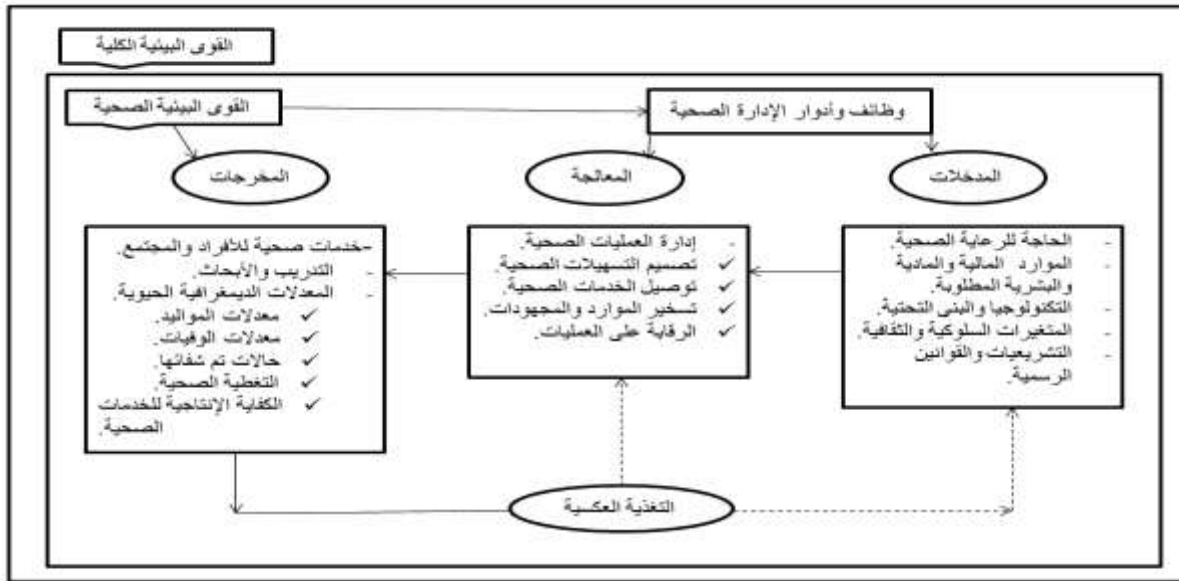 القوى البيئية الكلية
القوى البيئية الصحية
وظائف وأدوار الإدارة الصحية
المدخلات
المعالجة
المخرجات
- الحاجة للرعاية الصحية.
- الموارد المالية والمادية
والبشرية المطلوبة.
- التكنولوجيا والبنى التحتية.
- المتغيرات السلوكية والثقافية.
- التشريعيات والقوانين
الرسمية.
- إدارة العمليات الصحية.
✓ تصميم التسهيلات الصحية.
✓ توصيل الخدمات الصحية.
✓ تسخير الموارد والمجهودات.
✓ الرقاية على العمليات.
-خدمات صحية للأفراد والمجتمع.
- التدريب والأبحاث.
- المعدلات الديمغرافية الحيوية.
✓ معدلات المواليد.
✓ معدلات الوفيات.
✓ حالات تم شفائها.
✓ التغطية الصحية.
✓ الكفاية الإنتاجية للخدمات
الصحية.
التغذية العكسية